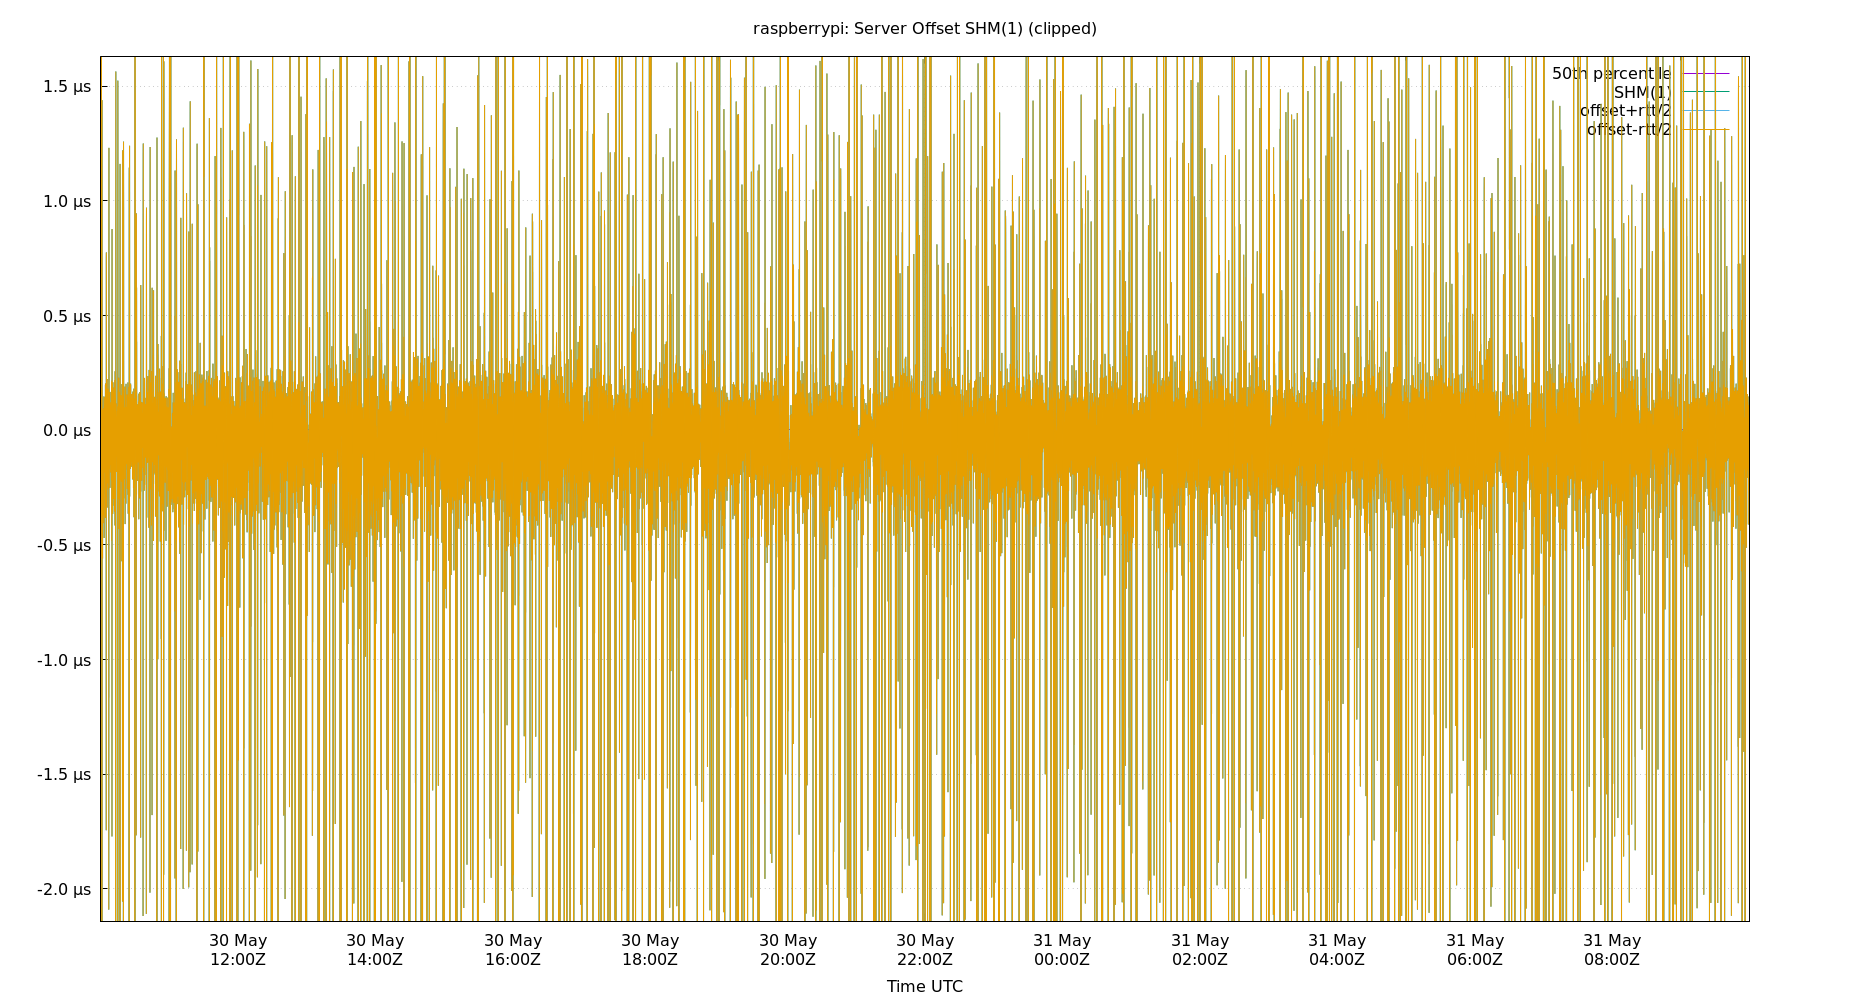 raspberrypi: Server Offset SHM(1) (clipped)
50th percentile
SHM(1)
offset+rtt/2
offset-rtt/2
1.5 µs
1.0 µs
0.5 µs
0.0 µs
-0.5 µs
-1.0 µs
-1.5 µs
-2.0 µs
30 May 30 May 30 May 30 May 30 May 30 May 31 May 31 May 31 May 31 May 31 May
12:00Z 14:00Z 16:00Z 18:00Z 20:00Z 22:00Z 00:00Z 02:00Z 04:00Z 06:00Z 08:00Z
Time UTC